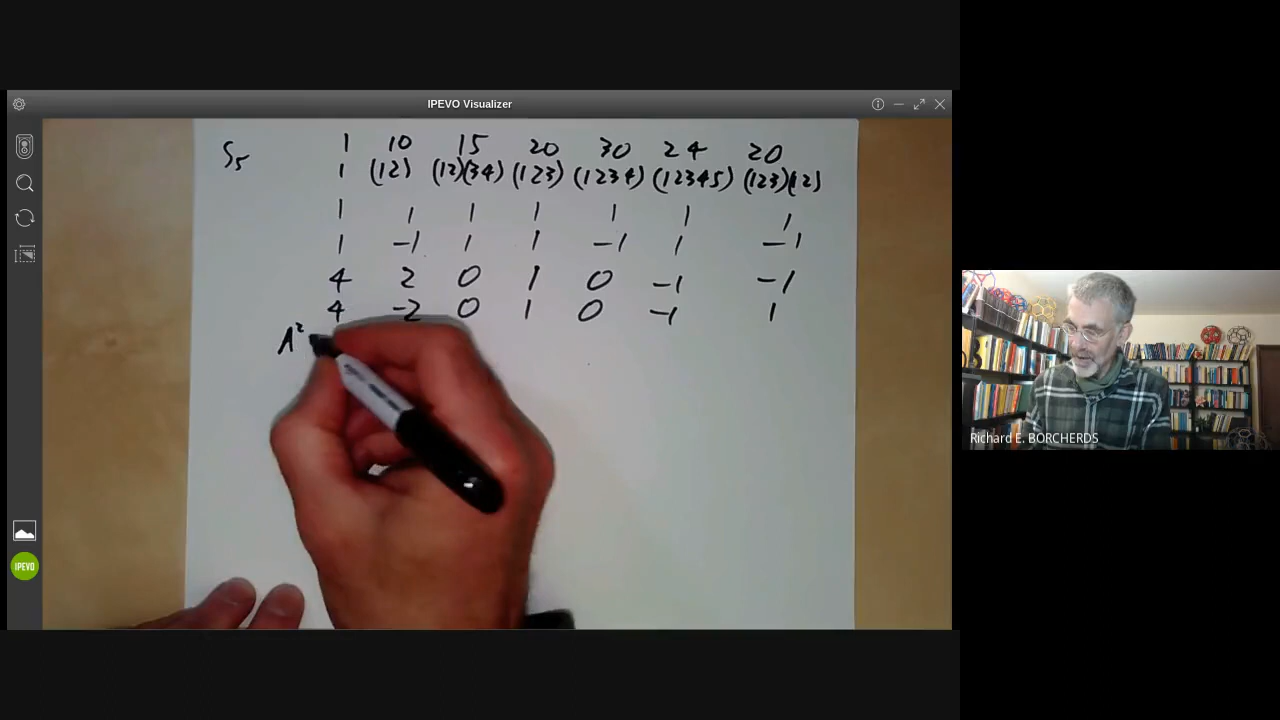 IPEVO Visualizer
S₅ 1 10 15 20 30 24 20
1 (12) (12)(34) (123) (1234) (12345) (123)(12)
1 1 1 1 1 1 1
1 -1 1 1 -1 1 -1
4 2 0 1 0 -1 -1
4 -2 0 1 0 -1 1
Λ²
IPEVO
Richard E. BORCHERDS